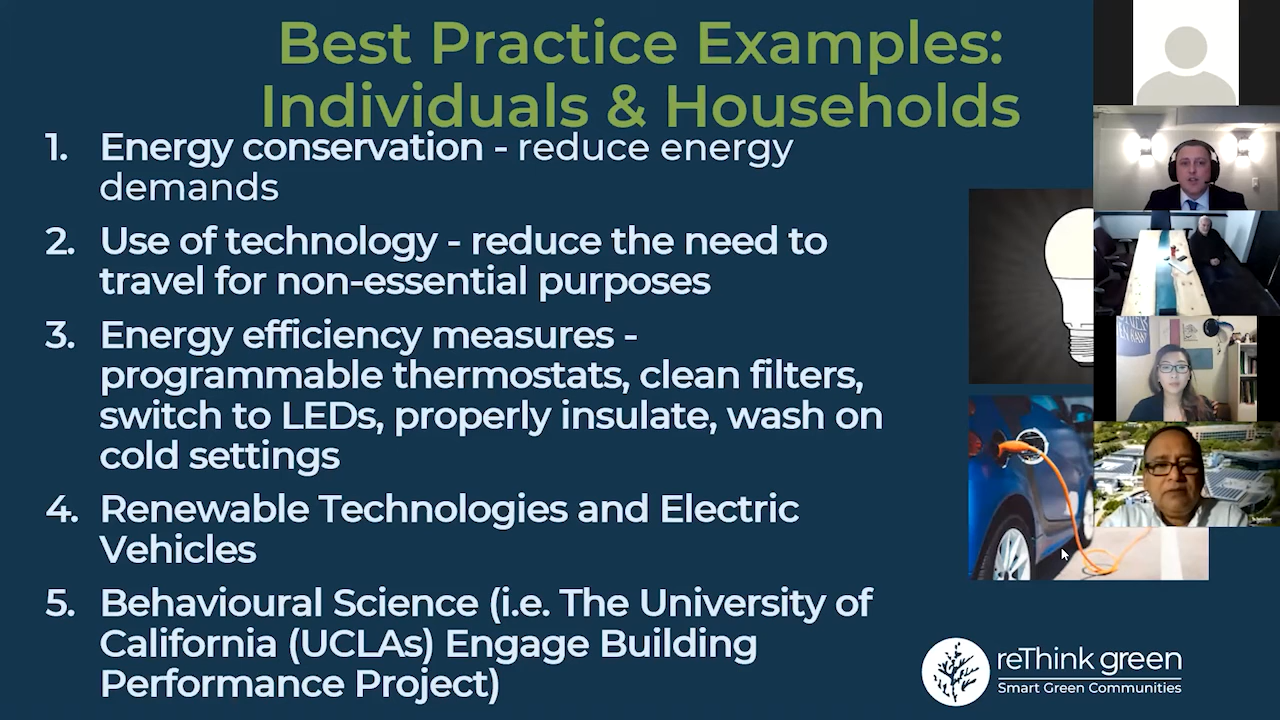 Best Practice Examples:
Individuals & Households
1. Energy conservation - reduce energy
demands
2. Use of technology - reduce the need to
travel for non-essential purposes
3. Energy efficiency measures -
programmable thermostats, clean filters,
switch to LEDs, properly insulate, wash on
cold settings
4. Renewable Technologies and Electric
Vehicles
5. Behavioural Science (i.e. The University of
California (UCLAs) Engage Building
Performance Project)
reThink green
Smart Green Communities